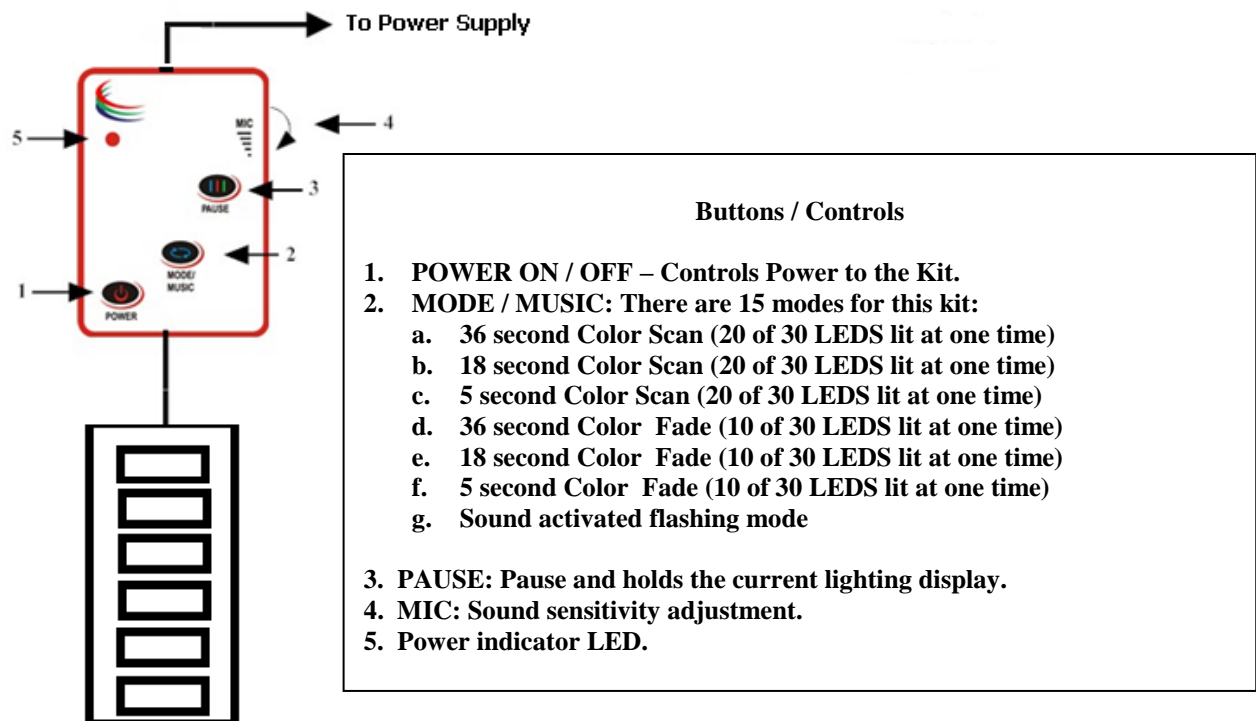 To Power Supply
5
MIC
4
PAUSE
3
MODE/
MUSIC
2
1
POWER
Buttons / Controls
1. POWER ON / OFF – Controls Power to the Kit.
2. MODE / MUSIC: There are 15 modes for this kit:
a. 36 second Color Scan (20 of 30 LEDS lit at one time)
b. 18 second Color Scan (20 of 30 LEDS lit at one time)
c. 5 second Color Scan (20 of 30 LEDS lit at one time)
d. 36 second Color Fade (10 of 30 LEDS lit at one time)
e. 18 second Color Fade (10 of 30 LEDS lit at one time)
f. 5 second Color Fade (10 of 30 LEDS lit at one time)
g. Sound activated flashing mode
3. PAUSE: Pause and holds the current lighting display.
4. MIC: Sound sensitivity adjustment.
5. Power indicator LED.